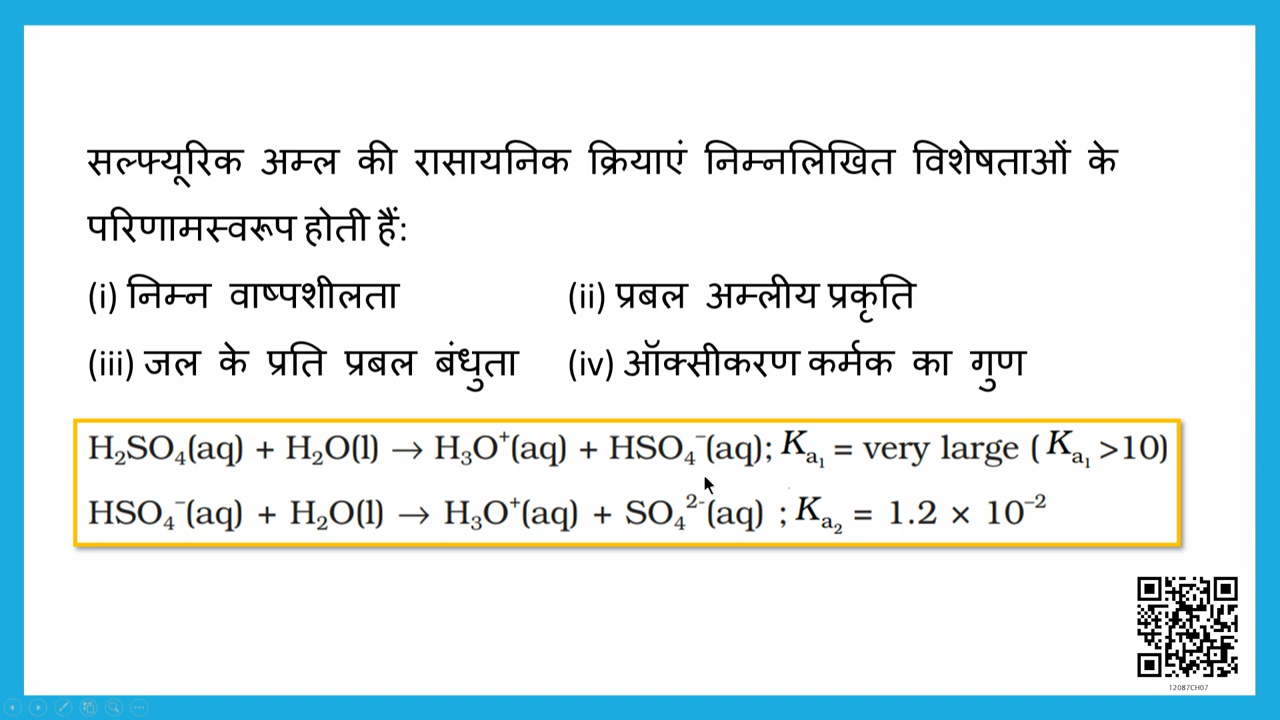 सल्फ्यूरिक अम्ल की रासायनिक क्रियाएं निम्नलिखित विशेषताओं के
परिणामस्वरूप होती हैं:
(i) निम्न वाष्पशीलता (ii) प्रबल अम्लीय प्रकृति
(iii) जल के प्रति प्रबल बंधुता (iv) ऑक्सीकरण कर्मक का गुण
H₂SO₄(aq) + H₂O(l) → H₃O⁺(aq) + HSO₄⁻(aq); Kₐ₁ = very large ( Kₐ₁ >10)
HSO₄⁻(aq) + H₂O(l) → H₃O⁺(aq) + SO₄²⁻(aq) ; Kₐ₂ = 1.2 × 10⁻²
12087CH07